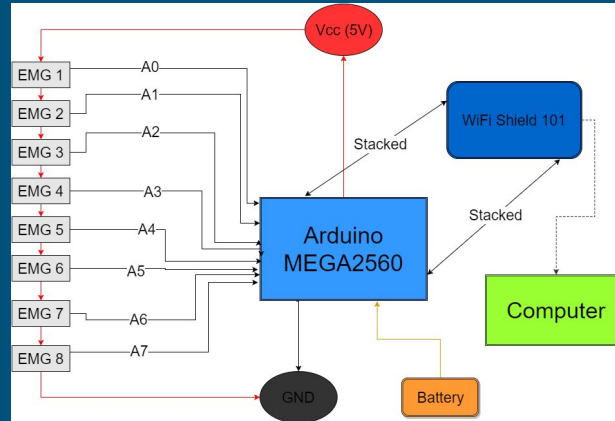 Vcc (5V)
EMG 1
A0
EMG 2
A1
EMG 3
A2
EMG 4
A3
EMG 5
A4
EMG 6
A5
EMG 7
A6
EMG 8
A7
Stacked
WiFi Shield 101
Stacked
Arduino
MEGA2560
Computer
GND
Battery